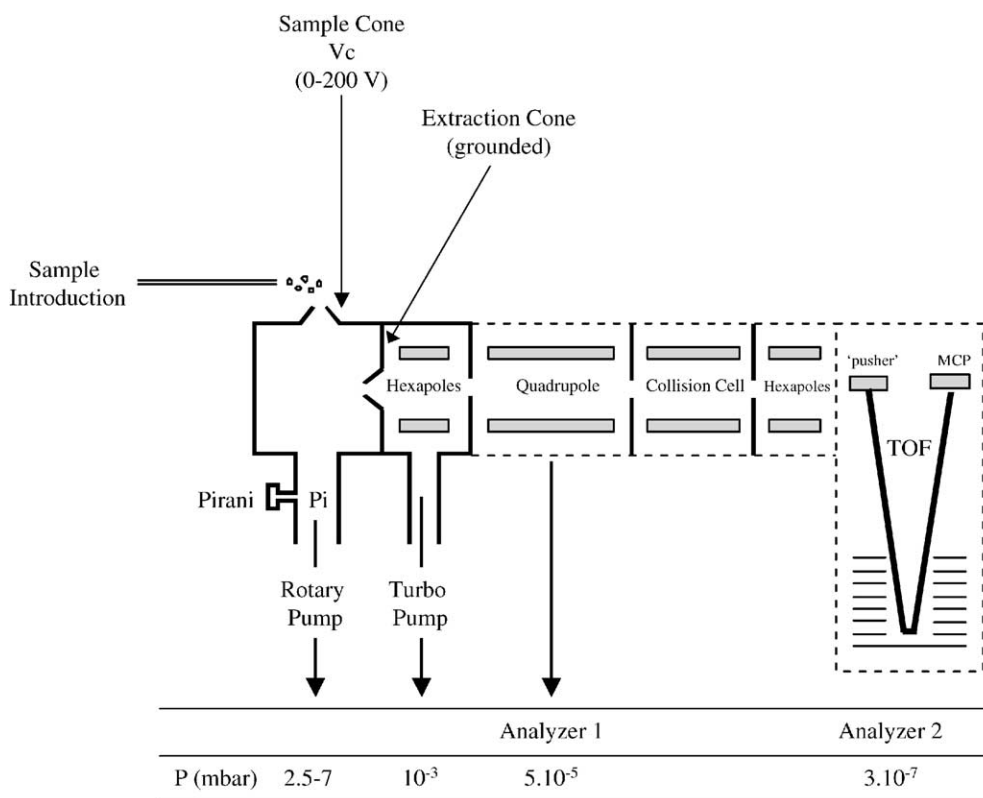 Sample Cone
Vc
(0-200 V)
Extraction Cone
(grounded)
Sample
Introduction
Hexapoles
Quadrupole
Collision Cell
Hexapoles
'pusher'
MCP
TOF
Pirani
Pi
Rotary
Pump
Turbo
Pump
Analyzer 1
Analyzer 2
P (mbar) 2.5-7 10⁻³ 5.10⁻⁵ 3.10⁻⁷